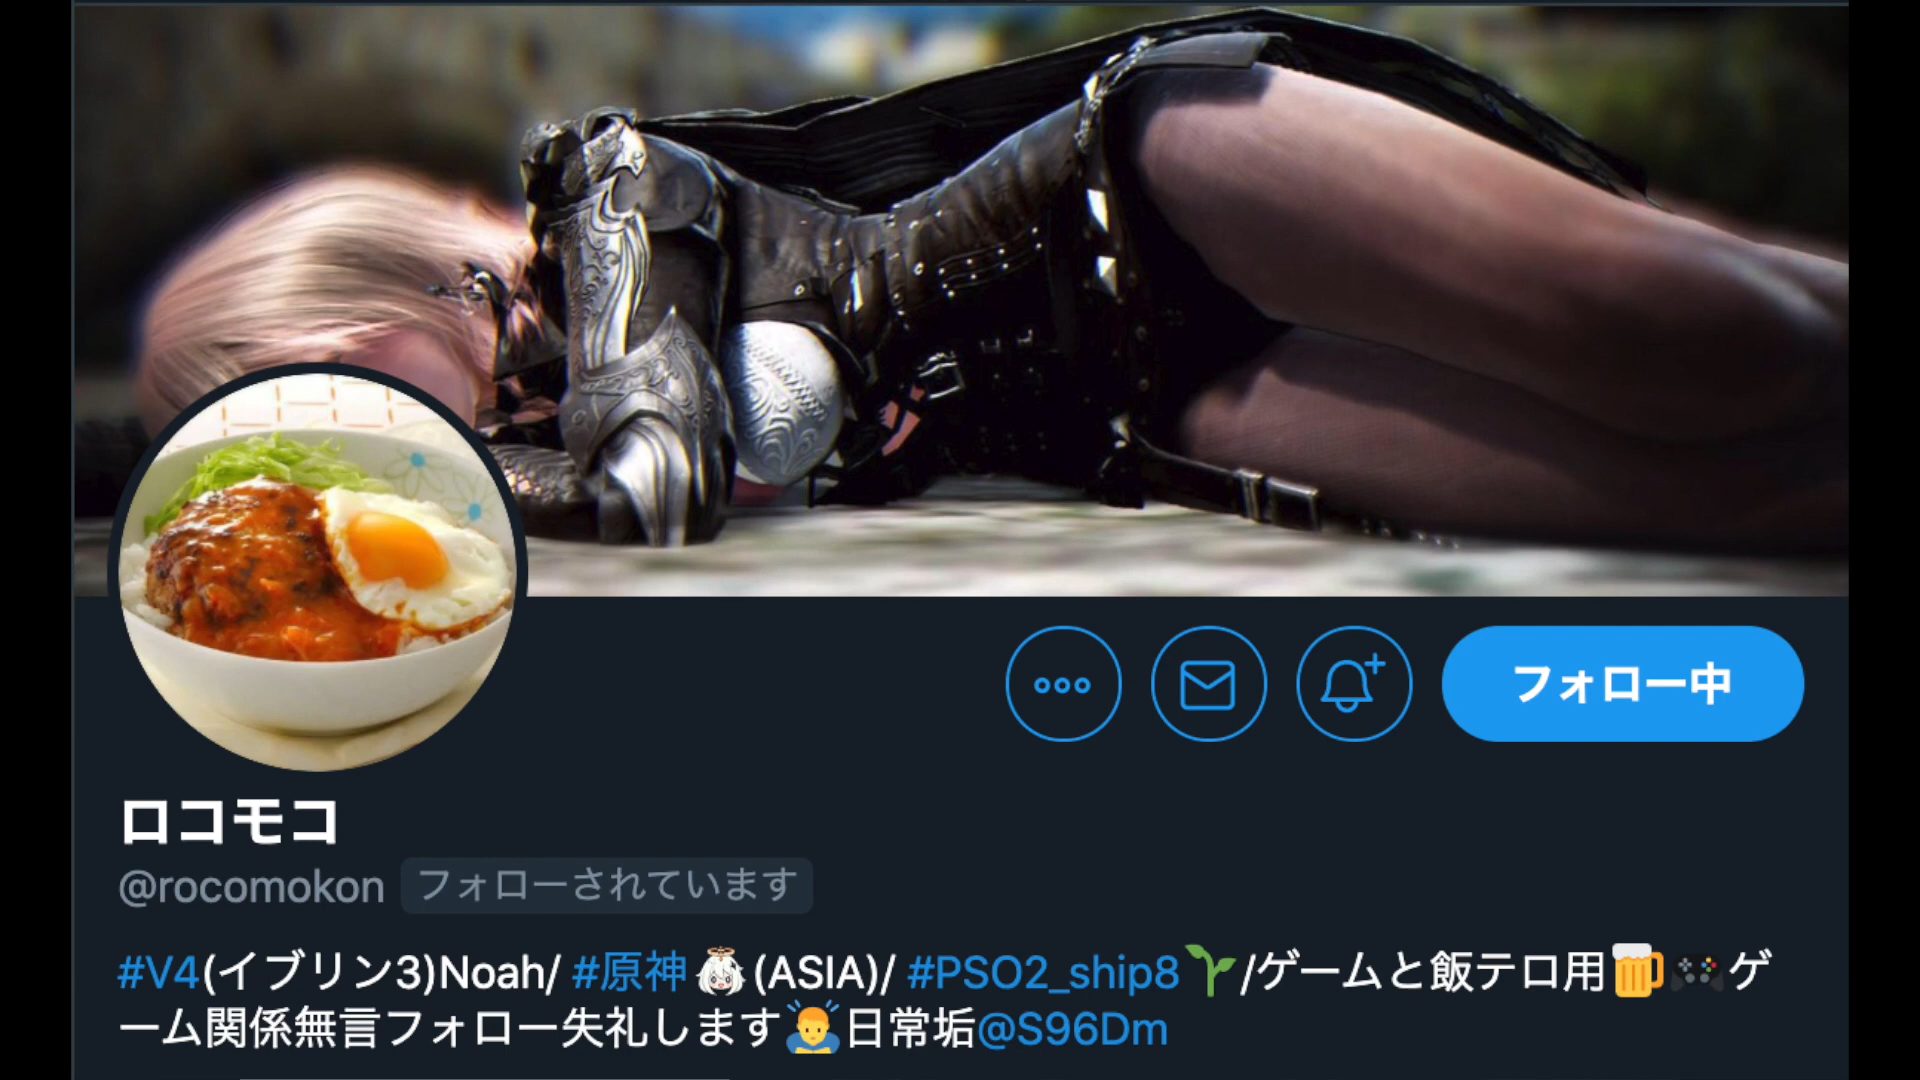 フォロー中
ロコモコ
@rocomokon フォローされています
#V4(イブリン3)Noah/ #原神 (ASIA)/ #PSO2_ship8🌱/ゲームと飯テロ用🍺🎮ゲ
ーム関係無言フォロー失礼します🙇‍♂️日常垢@S96Dm